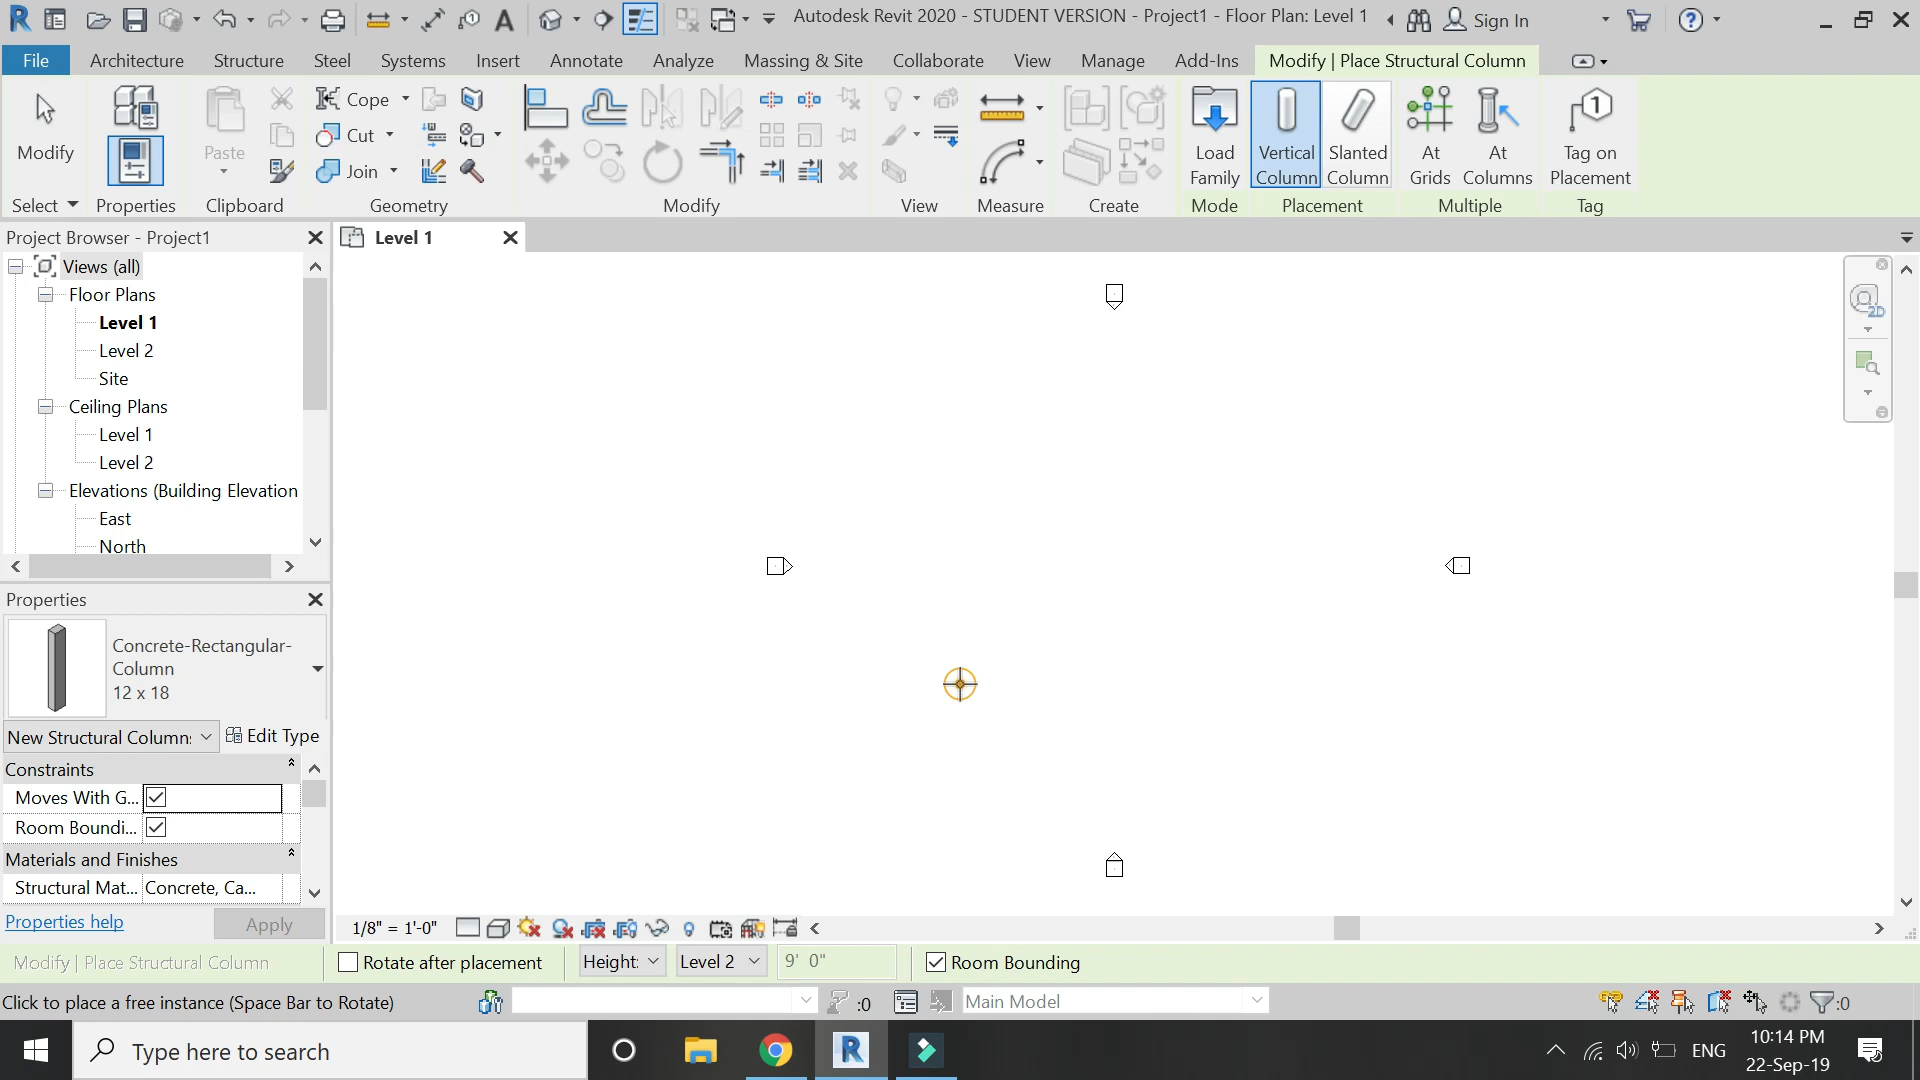 Autodesk Revit 2020 - STUDENT VERSION - Project1 - Floor Plan: Level 1
Sign In
File Architecture Structure Steel Systems Insert Annotate Analyze Massing & Site Collaborate View Manage Add-Ins Modify | Place Structural Column
Modify
Paste
Cope
Cut
Join
Load Family
Vertical Column
Slanted Column
At Grids
At Columns
Tag on Placement
Select Properties Clipboard Geometry Modify View Measure Create Mode Placement Multiple Tag
Project Browser - Project1
Level 1
Views (all)
Floor Plans
Level 1
Level 2
Site
Ceiling Plans
Level 1
Level 2
Elevations (Building Elevation
East
North
2D
Properties
Concrete-Rectangular-
Column
12 x 18
New Structural Column: Edit Type
Constraints
Moves With G...
Room Boundi...
Materials and Finishes
Structural Mat... Concrete, Ca...
Properties help Apply
1/8" = 1'-0"
Modify | Place Structural Column Rotate after placement Height: Level 2 9' 0" Room Bounding
Click to place a free instance (Space Bar to Rotate) :0 Main Model :0
Type here to search
ENG
10:14 PM
22-Sep-19